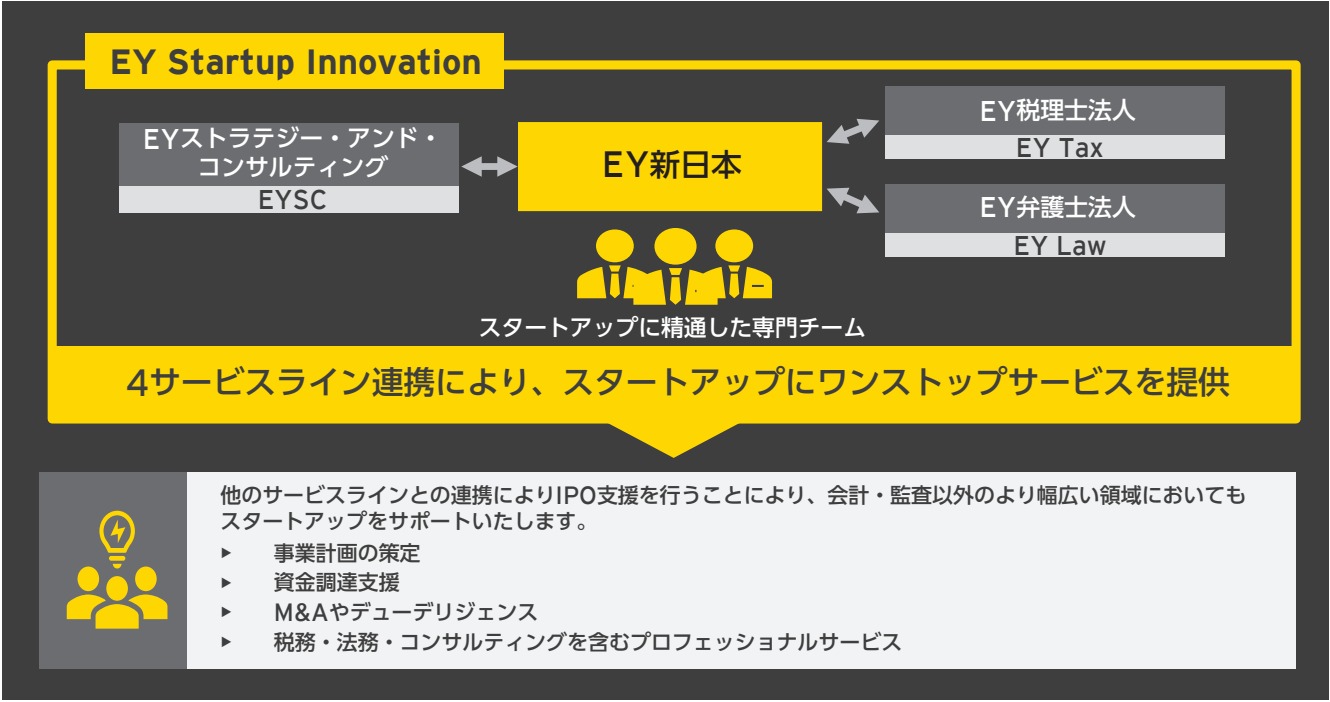 EY Startup Innovation
EYストラテジー・アンド・
コンサルティング
EYSC
EY新日本
EY税理士法人
EY Tax
EY弁護士法人
EY Law
スタートアップに精通した専門チーム
4サービスライン連携により、スタートアップにワンストップサービスを提供
他のサービスラインとの連携によりIPO支援を行うことにより、会計・監査以外のより幅広い領域においても
スタートアップをサポートいたします。
▶ 事業計画の策定
▶ 資金調達支援
▶ M&Aやデューデリジェンス
▶ 税務・法務・コンサルティングを含むプロフェッショナルサービス